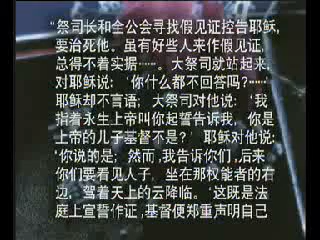 “祭司长和全公会寻找假见证控告耶稣,
要治死他。虽有好些人来作假见证,
总得不着实据……。大祭司就站起来,
对耶稣说:‘你什么都不回答吗?……
耶稣却不言语;大祭司对他说:‘我
指着永生上帝叫你起誓告诉我,你是
上帝的儿子基督不是?’耶稣对他说:
‘你说的是;然而,我告诉你们,后来
你们要看见人子,坐在那权能者的右
边,驾着天上的云降临。’这既是法
庭上宣誓作证,基督便郑重声明自己